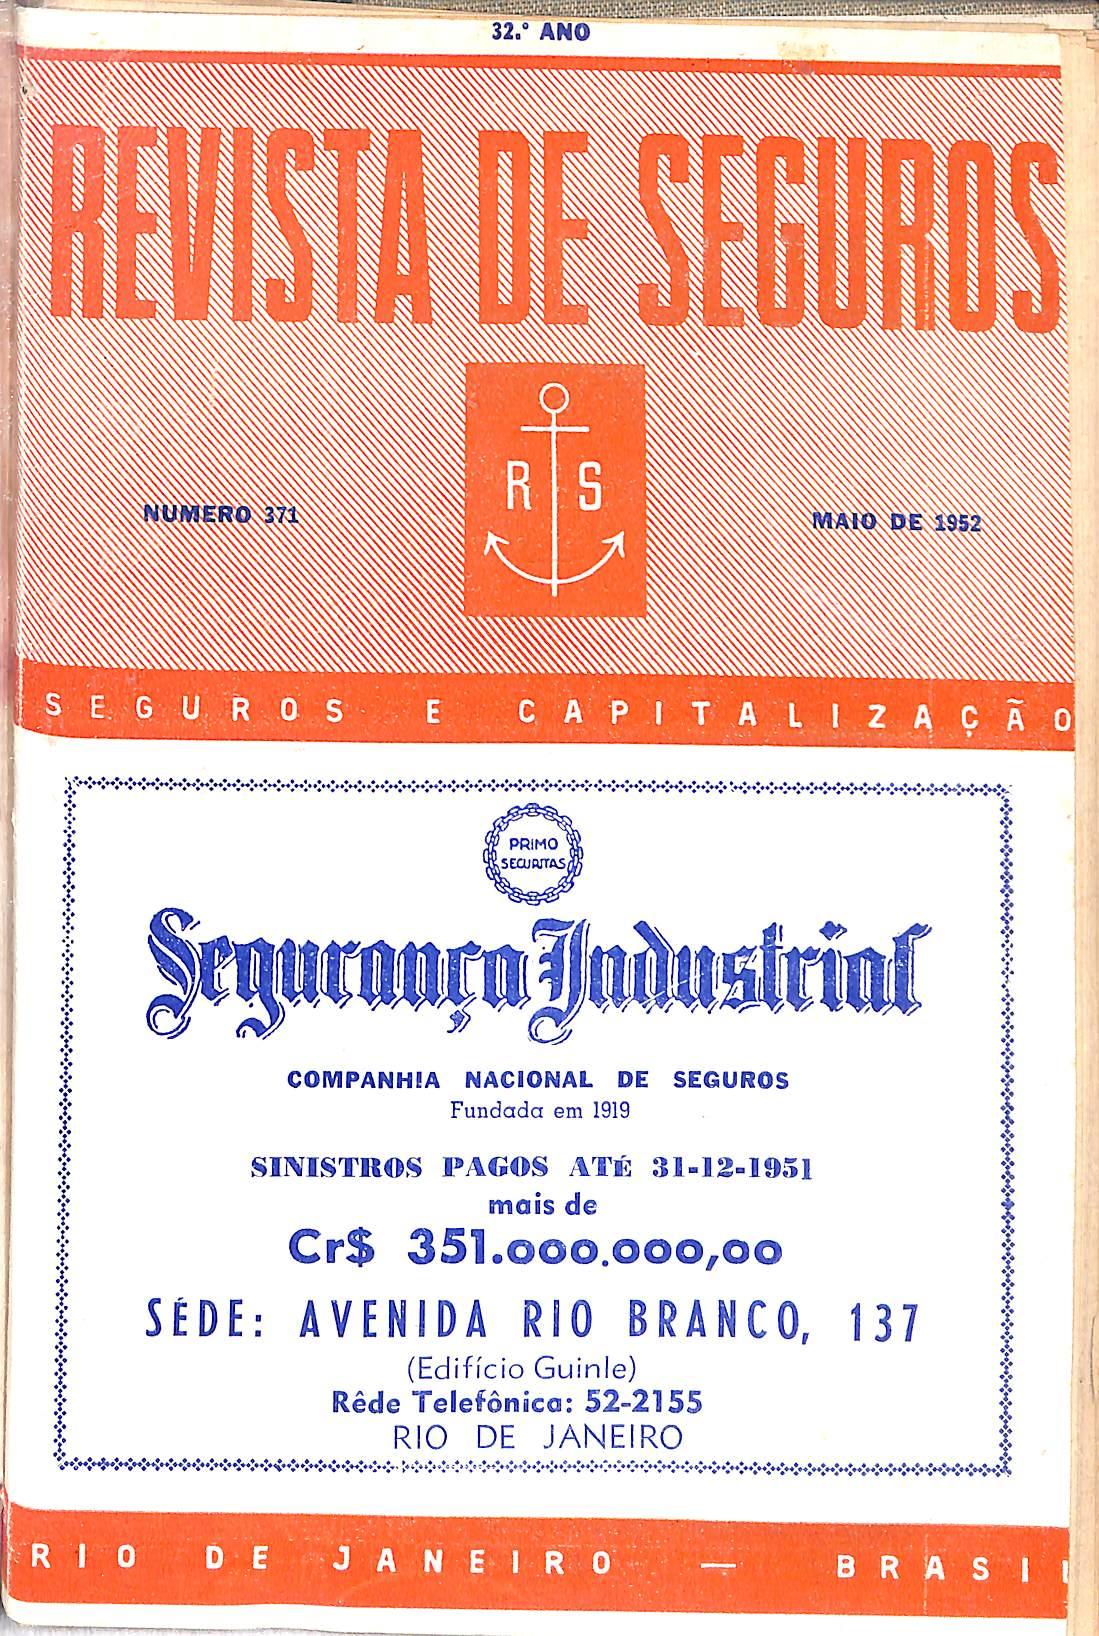 32.º ANO
REVISTA DE SEGUROS
R S
NUMERO 371
MAIO DE 1952
SEGUROS E CAPITALIZAÇÃO
PRIMO
SECURITAS
Segurança Industrial
COMPANHIA NACIONAL DE SEGUROS
Fundada em 1919
SINISTROS PAGOS ATÉ 31-12-1951
mais de
Cr$ 351.000.000,00
SÉDE: AVENIDA RIO BRANCO, 137
(Edifício Guinle)
Rêde Telefônica: 52-2155
RIO DE JANEIRO
RIO DE JANEIRO — BRASIL